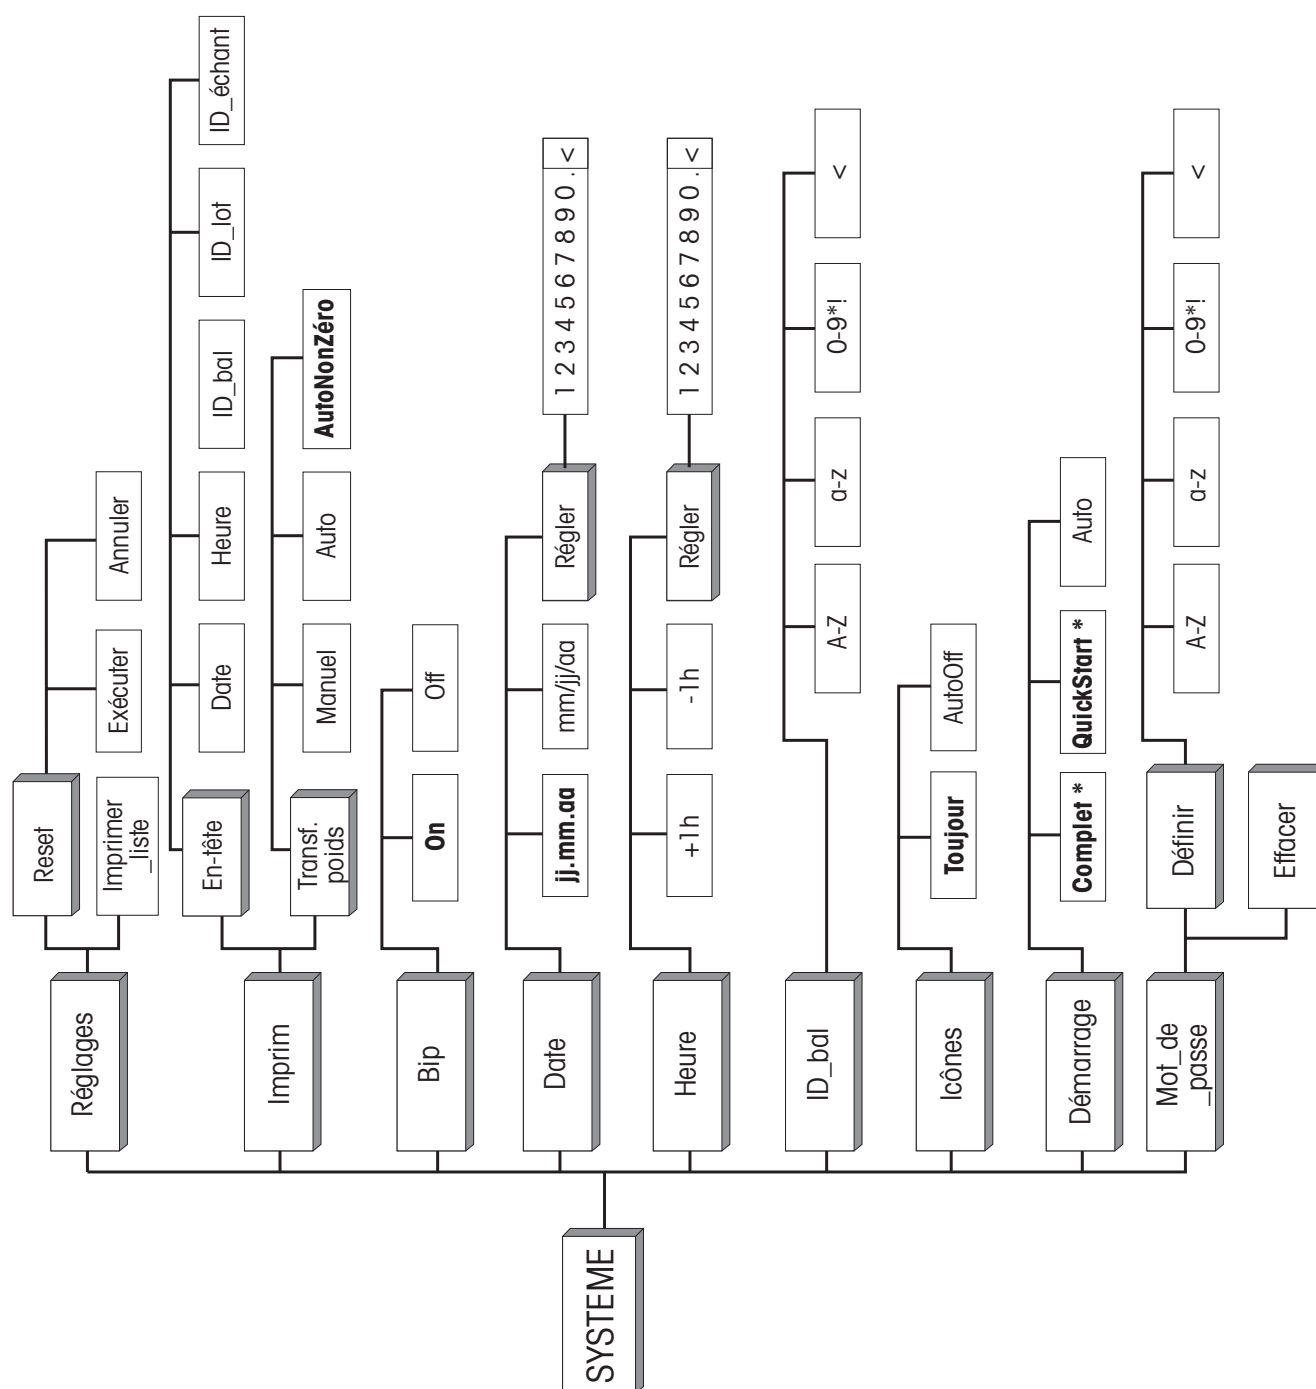 SYSTEME
Réglages
Reset
Exécuter
Annuler
Imprimer
_liste
Imprim
En-tête
Date
Heure
ID_bal
ID_lot
ID_échant
Transf.
poids
Manuel
Auto
AutoNonZéro
Bip
On
Off
Date
jj.mm.aa
mm/jj/aa
Régler
1 2 3 4 5 6 7 8 9 0 . <
Heure
+1h
-1h
Régler
1 2 3 4 5 6 7 8 9 0 . <
ID_bal
A-Z
a-z
0-9*!
<
Icônes
Toujour
AutoOff
Démarrage
Complet *
QuickStart *
Auto
Mot_de
_passe
Définir
A-Z
a-z
0-9*!
<
Effacer